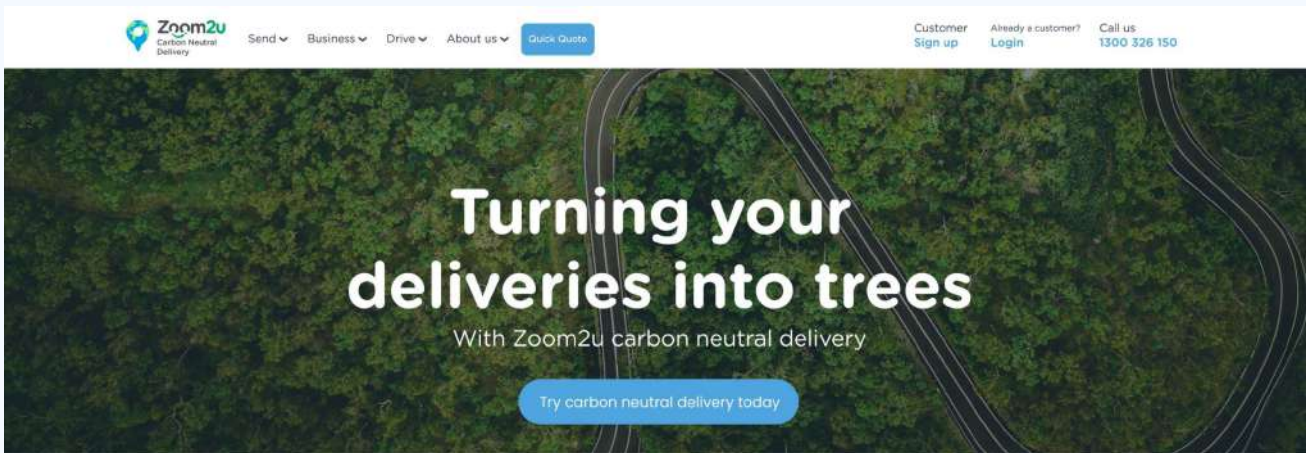 Zoom2u
Carbon Neutral
Delivery
Send
Business
Drive
About us
Quick Quote
Customer
Sign up
Already a customer?
Login
Call us
1300 326 150
Turning your
deliveries into trees
With Zoom2u carbon neutral delivery
Try carbon neutral delivery today